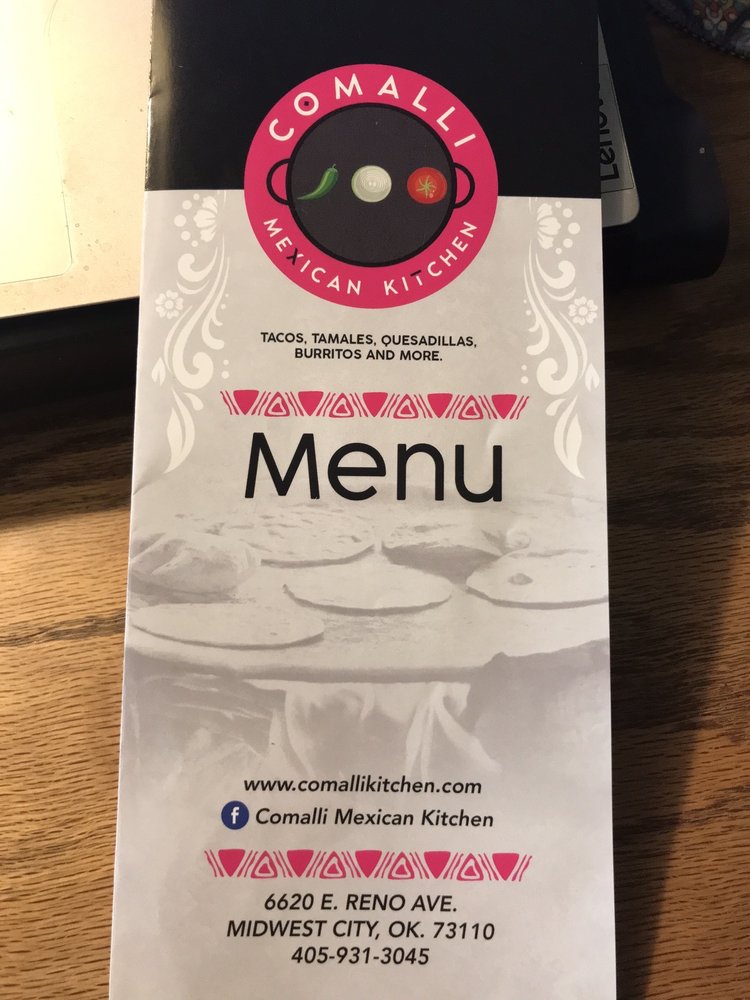 COMALLI
MEXICAN KITCHEN
TACOS, TAMALES, QUESADILLAS,
BURRITOS AND MORE.
Menu
www.comallikitchen.com
f Comalli Mexican Kitchen
6620 E. RENO AVE.
MIDWEST CITY, OK. 73110
405-931-3045
Lenovo